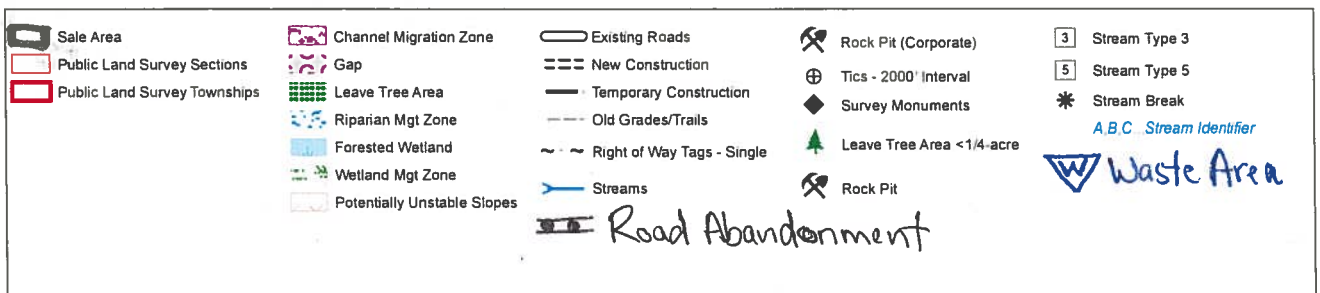 Sale Area
Public Land Survey Sections
Public Land Survey Townships
Channel Migration Zone
Gap
Leave Tree Area
Riparian Mgt Zone
Forested Wetland
Wetland Mgt Zone
Potentially Unstable Slopes
Existing Roads
New Construction
Temporary Construction
Old Grades/Trails
Right of Way Tags - Single
Streams
Road Abandonment
Rock Pit (Corporate)
Tics - 2000' Interval
Survey Monuments
Leave Tree Area <1/4-acre
Rock Pit
3 Stream Type 3
5 Stream Type 5
Stream Break
A,B,C...Stream Identifier
W Waste Area